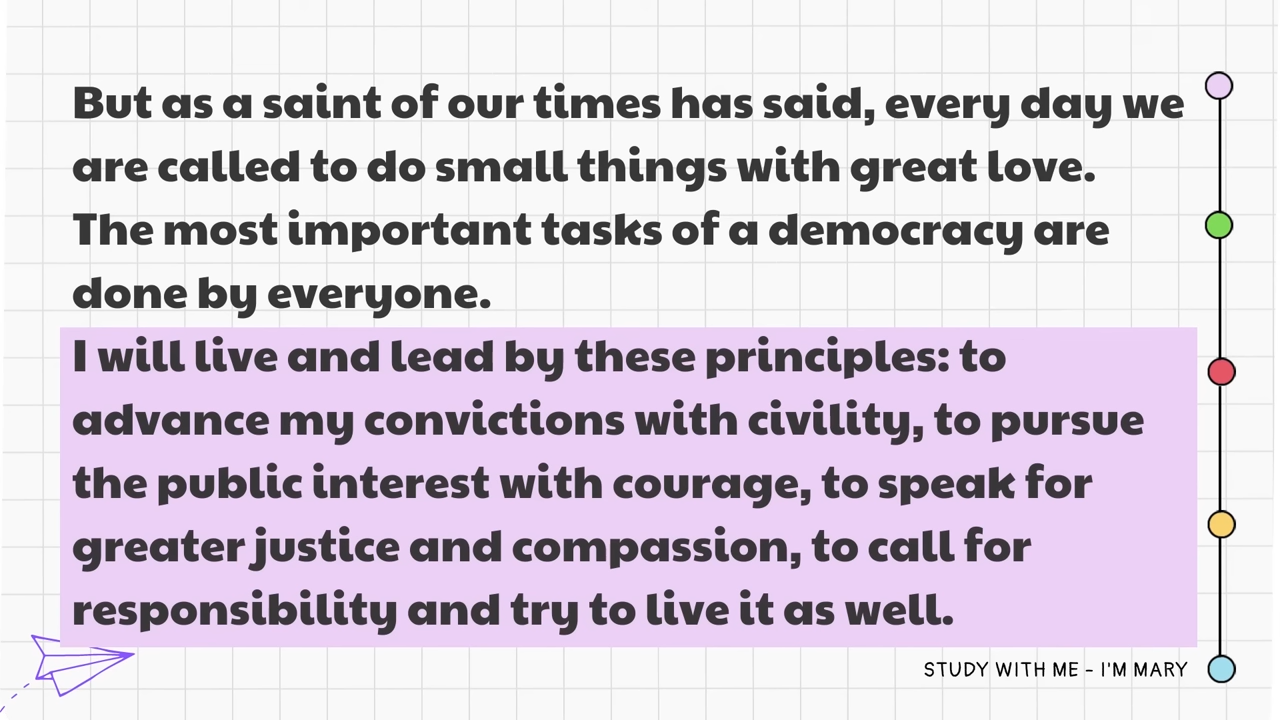 But as a saint of our times has said, every day we
are called to do small things with great love.
The most important tasks of a democracy are
done by everyone.
I will live and lead by these principles: to
advance my convictions with civility, to pursue
the public interest with courage, to speak for
greater justice and compassion, to call for
responsibility and try to live it as well.
STUDY WITH ME - I'M MARY